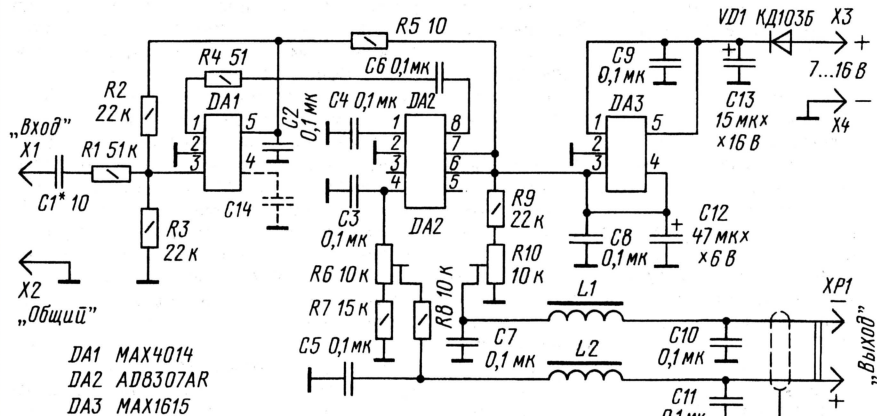 R5 10
VD1 КД103Б
X3
+
R4 51
C6 0,1мк
C9
0,1 мк
+
7...16 В
R2
22 к
DA1
C2
0,1 мк
C4 0,1мк
DA2
DA3
C13
15 мк×
×16 В
−
X4
„Вход"
X1
1
2
3
5
4
1
2
3
4
8
7
6
5
1
2
3
5
4
R1 51 к
C1* 10
C14
R9
22 к
R3
22 к
C3
0,1 мк
DA2
C8
0,1 мк
+
C12
47 мк×
×6 В
X2
„Общий"
R6 10 к
R8 10 к
R10
10 к
R7 15 к
L1
XP1
−
C5 0,1 мк
C7
0,1 мк
L2
C10
0,1 мк
„Выход"
+
C11
0,1 мк
DA1 MAX4014
DA2 AD8307AR
DA3 MAX1615